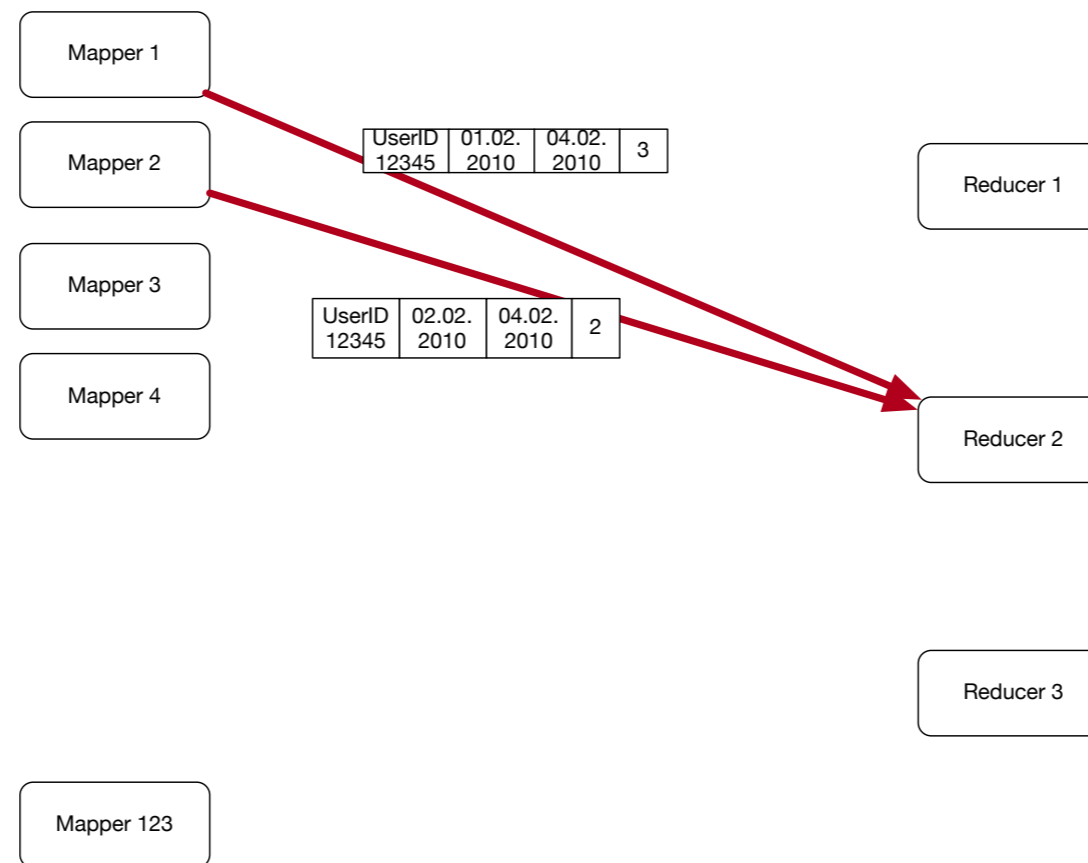 Mapper 1
UserID 12345
01.02. 2010
04.02. 2010
3
Mapper 2
Reducer 1
Mapper 3
UserID 12345
02.02. 2010
04.02. 2010
2
Mapper 4
Reducer 2
Reducer 3
Mapper 123